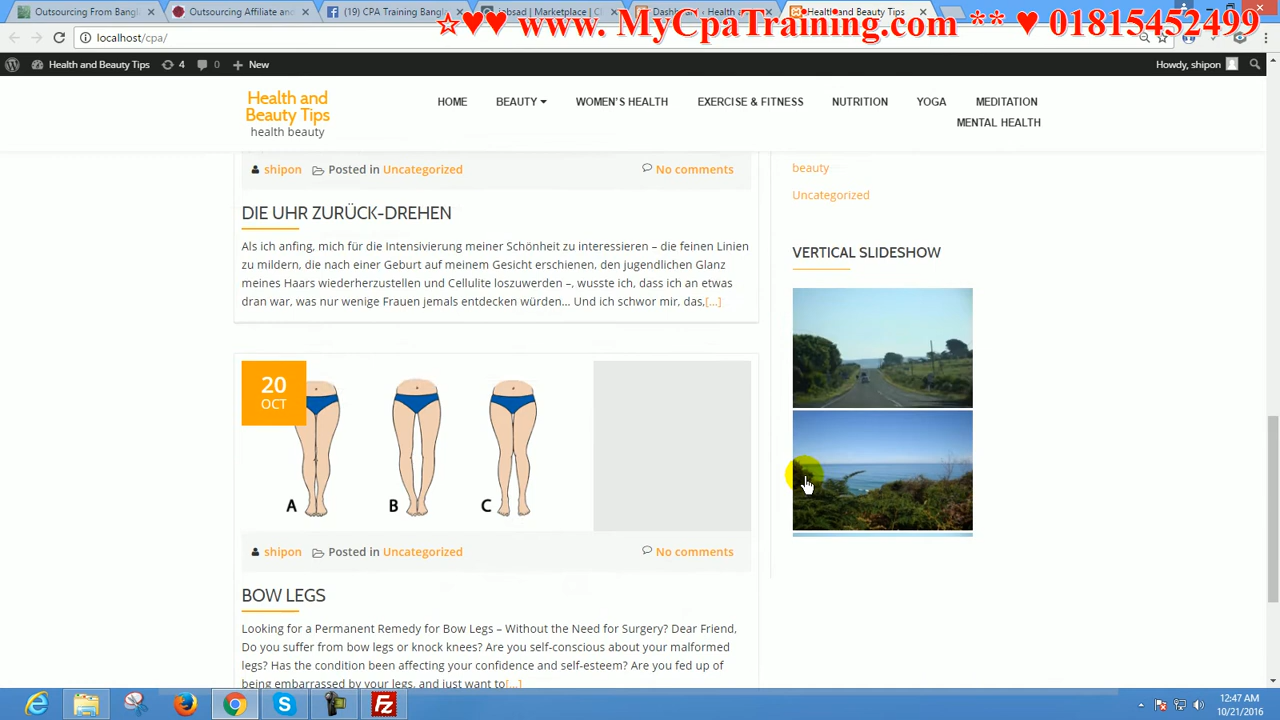 Outsourcing From Bangl
Outsourcing Affiliate and
(19) CPA Training Bangl
jobsad | Marketplace | C
Dashboard
Health and Beauty Tips
☆♥♥ www. MyCpaTraining.com ** ♥ 01815452499
localhost/cpa/
Health and Beauty Tips
4
0
New
Howdy, shipon
Health and
Beauty Tips
health beauty
HOME
BEAUTY
WOMEN'S HEALTH
EXERCISE & FITNESS
NUTRITION
YOGA
MEDITATION
MENTAL HEALTH
shipon
Posted in Uncategorized
No comments
DIE UHR ZURÜCK-DREHEN
Als ich anfing, mich für die Intensivierung meiner Schönheit zu interessieren – die feinen Linien
zu mildern, die nach einer Geburt auf meinem Gesicht erschienen, den jugendlichen Glanz
meines Haars wiederherzustellen und Cellulite loszuwerden –, wusste ich, dass ich an etwas
dran war, was nur wenige Frauen jemals entdecken würden... Und ich schwor mir, das,[...]
20
OCT
A
B
C
shipon
Posted in Uncategorized
No comments
BOW LEGS
Looking for a Permanent Remedy for Bow Legs – Without the Need for Surgery? Dear Friend,
Do you suffer from bow legs or knock knees? Are you self-conscious about your malformed
legs? Has the condition been affecting your confidence and self-esteem? Are you fed up of
being embarrassed by your legs, and just want to[...]
beauty
Uncategorized
VERTICAL SLIDESHOW
12:47 AM
10/21/2016